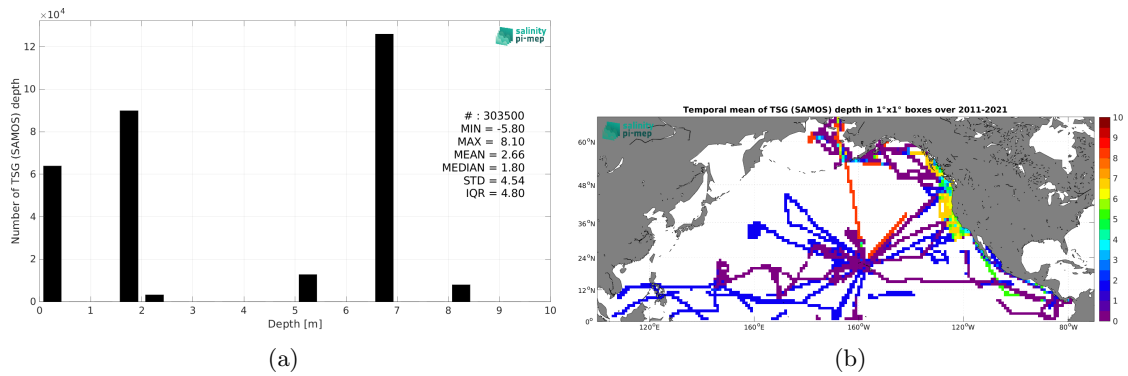 ×10⁴
12
10
8
6
4
2
0
Number of TSG (SAMOS) depth
salinity
pi-mep
# : 303500
MIN = -5.80
MAX = 8.10
MEAN = 2.66
MEDIAN = 1.80
STD = 4.54
IQR = 4.80
0 1 2 3 4 5 6 7 8 9 10
Depth [m]
(a)
Temporal mean of TSG (SAMOS) depth in 1°x1° boxes over 2011-2021
salinity
pi-mep
60°N
48°N
36°N
24°N
12°N
0°
120°E 160°E 160°W 120°W 80°W
10
9
8
7
6
5
4
3
2
1
0
(b)